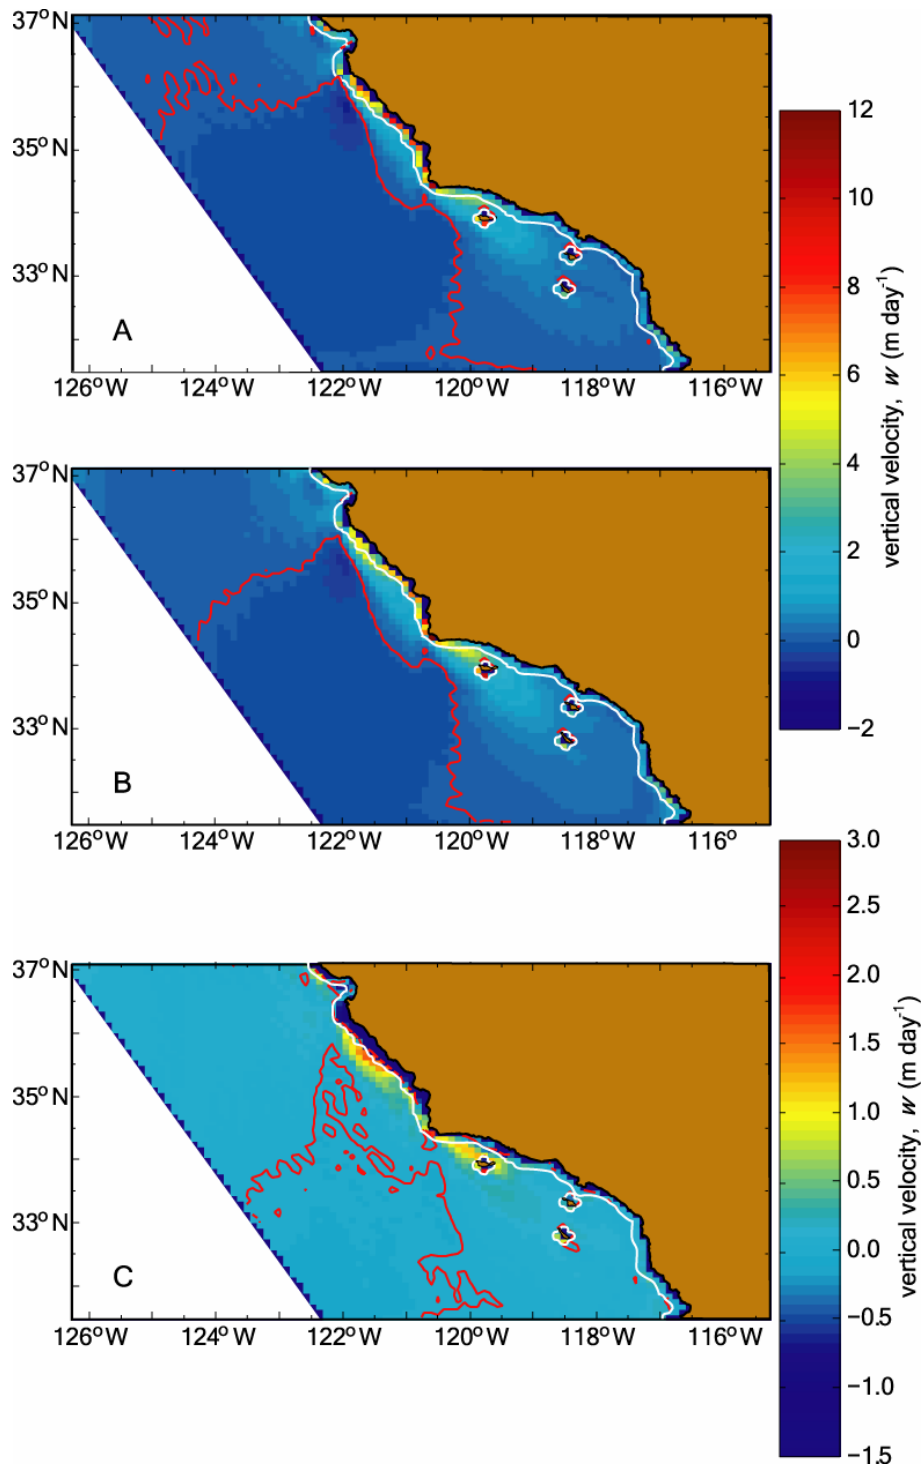 37° N
35° N
33° N
A
126°W 124°W 122°W 120°W 118°W 116°W
12
10
8
6
4
2
0
−2
vertical velocity, w (m day⁻¹)
37° N
35° N
33° N
B
126°W 124°W 122°W 120°W 118°W 116°
37° N
35° N
33° N
C
126°W 124°W 122°W 120°W 118°W 116°W
3.0
2.5
2.0
1.5
1.0
0.5
0.0
−0.5
−1.0
−1.5
vertical velocity, w (m day⁻¹)